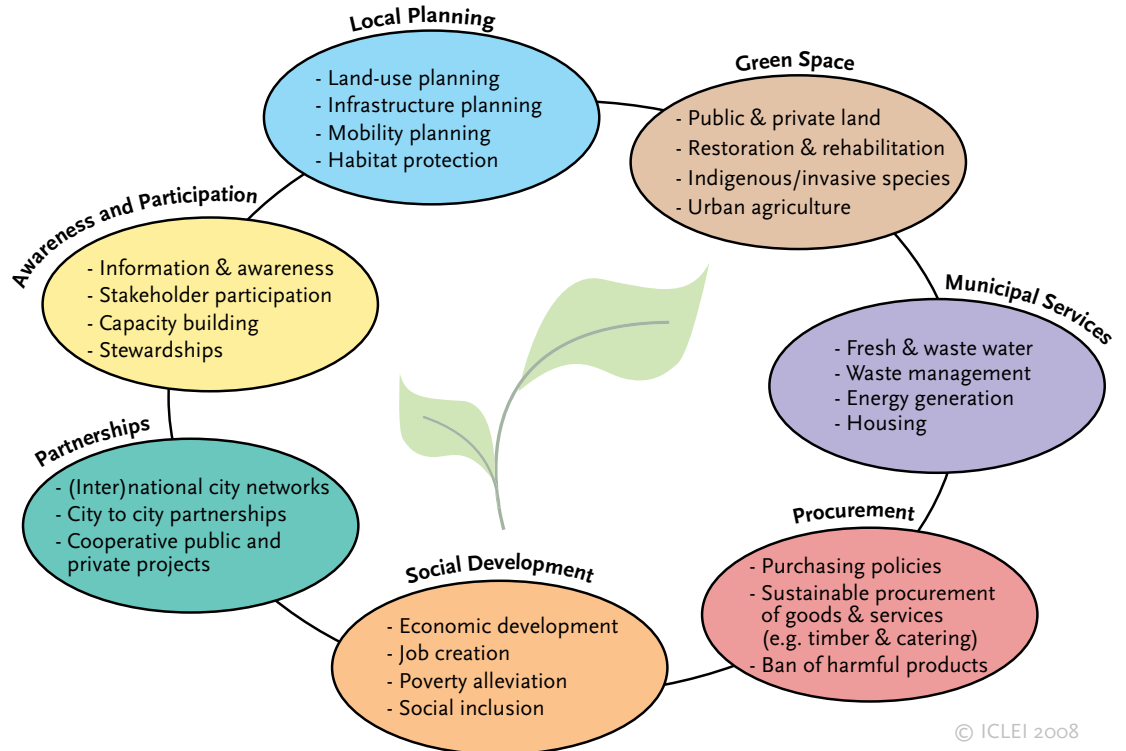 Local Planning
- Land-use planning
- Infrastructure planning
- Mobility planning
- Habitat protection
Green Space
- Public & private land
- Restoration & rehabilitation
- Indigenous/invasive species
- Urban agriculture
Municipal Services
- Fresh & waste water
- Waste management
- Energy generation
- Housing
Procurement
- Purchasing policies
- Sustainable procurement
of goods & services
(e.g. timber & catering)
- Ban of harmful products
Social Development
- Economic development
- Job creation
- Poverty alleviation
- Social inclusion
Partnerships
- (Inter)national city networks
- City to city partnerships
- Cooperative public and
private projects
Awareness and Participation
- Information & awareness
- Stakeholder participation
- Capacity building
- Stewardships
© ICLEI 2008